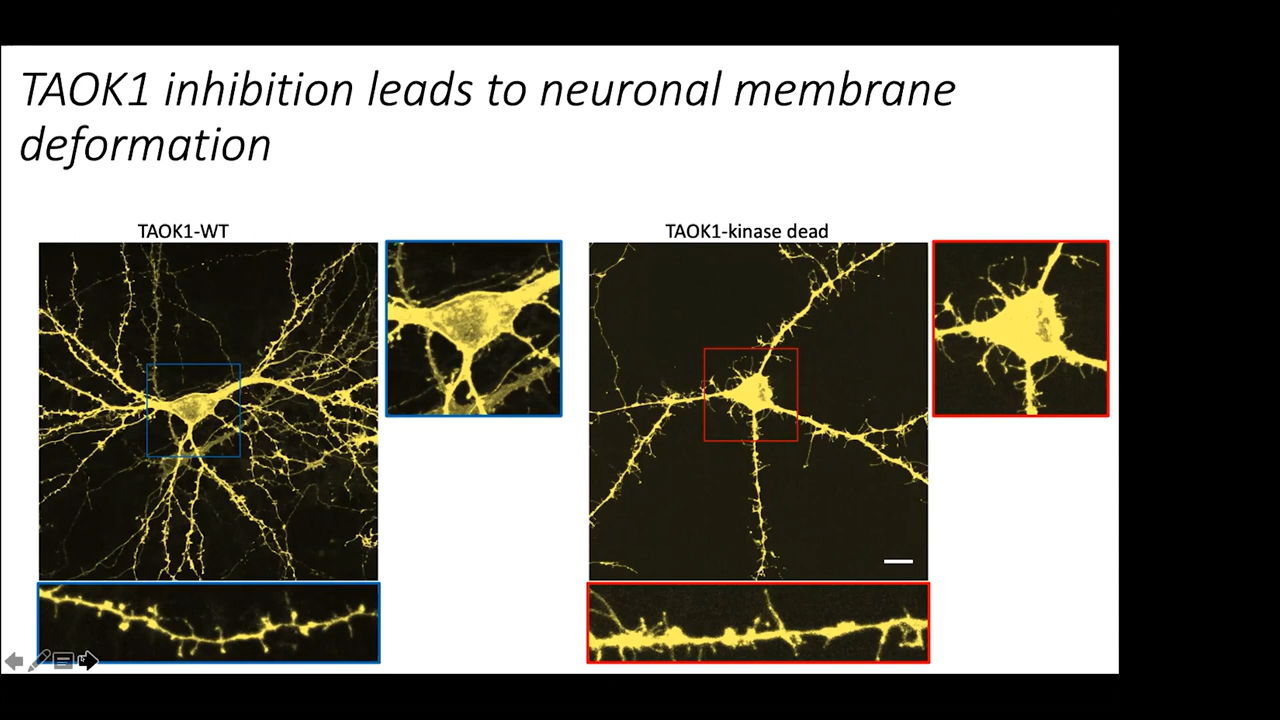 TAOK1 inhibition leads to neuronal membrane
deformation
TAOK1-WT
TAOK1-kinase dead